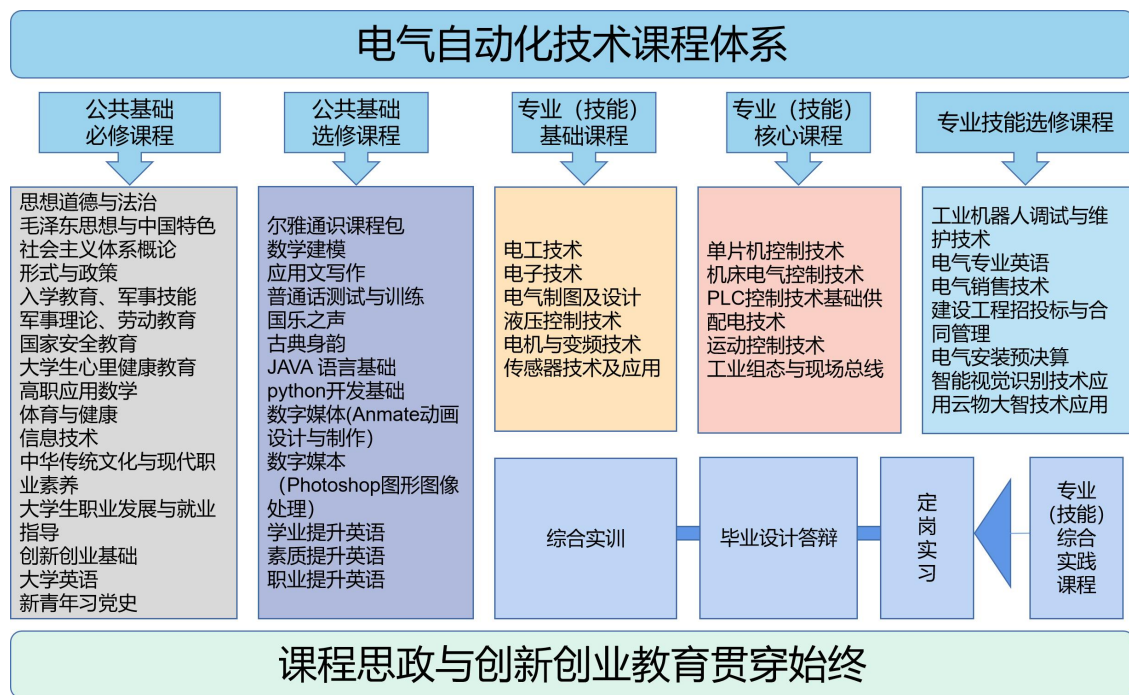 电气自动化技术课程体系
公共基础
必修课程
公共基础
选修课程
专业（技能）
基础课程
专业（技能）
核心课程
专业技能选修课程
思想道德与法治
毛泽东思想与中国特色
社会主义体系概论
形式与政策
入学教育、军事技能
军事理论、劳动教育
国家安全教育
大学生心里健康教育
高职应用数学
体育与健康
信息技术
中华传统文化与现代职
业素养
大学生职业发展与就业
指导
创新创业基础
大学英语
新青年习党史
尔雅通识课程包
数学建模
应用文写作
普通话测试与训练
国乐之声
古典身韵
JAVA 语言基础
python开发基础
数字媒体(Anmate动画
设计与制作）
数字媒本
（Photoshop图形图像
处理）
学业提升英语
素质提升英语
职业提升英语
电工技术
电子技术
电气制图及设计
液压控制技术
电机与变频技术
传感器技术及应用
单片机控制技术
机床电气控制技术
PLC控制技术基础供
配电技术
运动控制技术
工业组态与现场总线
工业机器人调试与维
护技术
电气专业英语
电气销售技术
建设工程招投标与合
同管理
电气安装预决算
智能视觉识别技术应
用云物大智技术应用
综合实训
毕业设计答辩
定
岗
实
习
专业
（技能）
综合
实践
课程
课程思政与创新创业教育贯穿始终